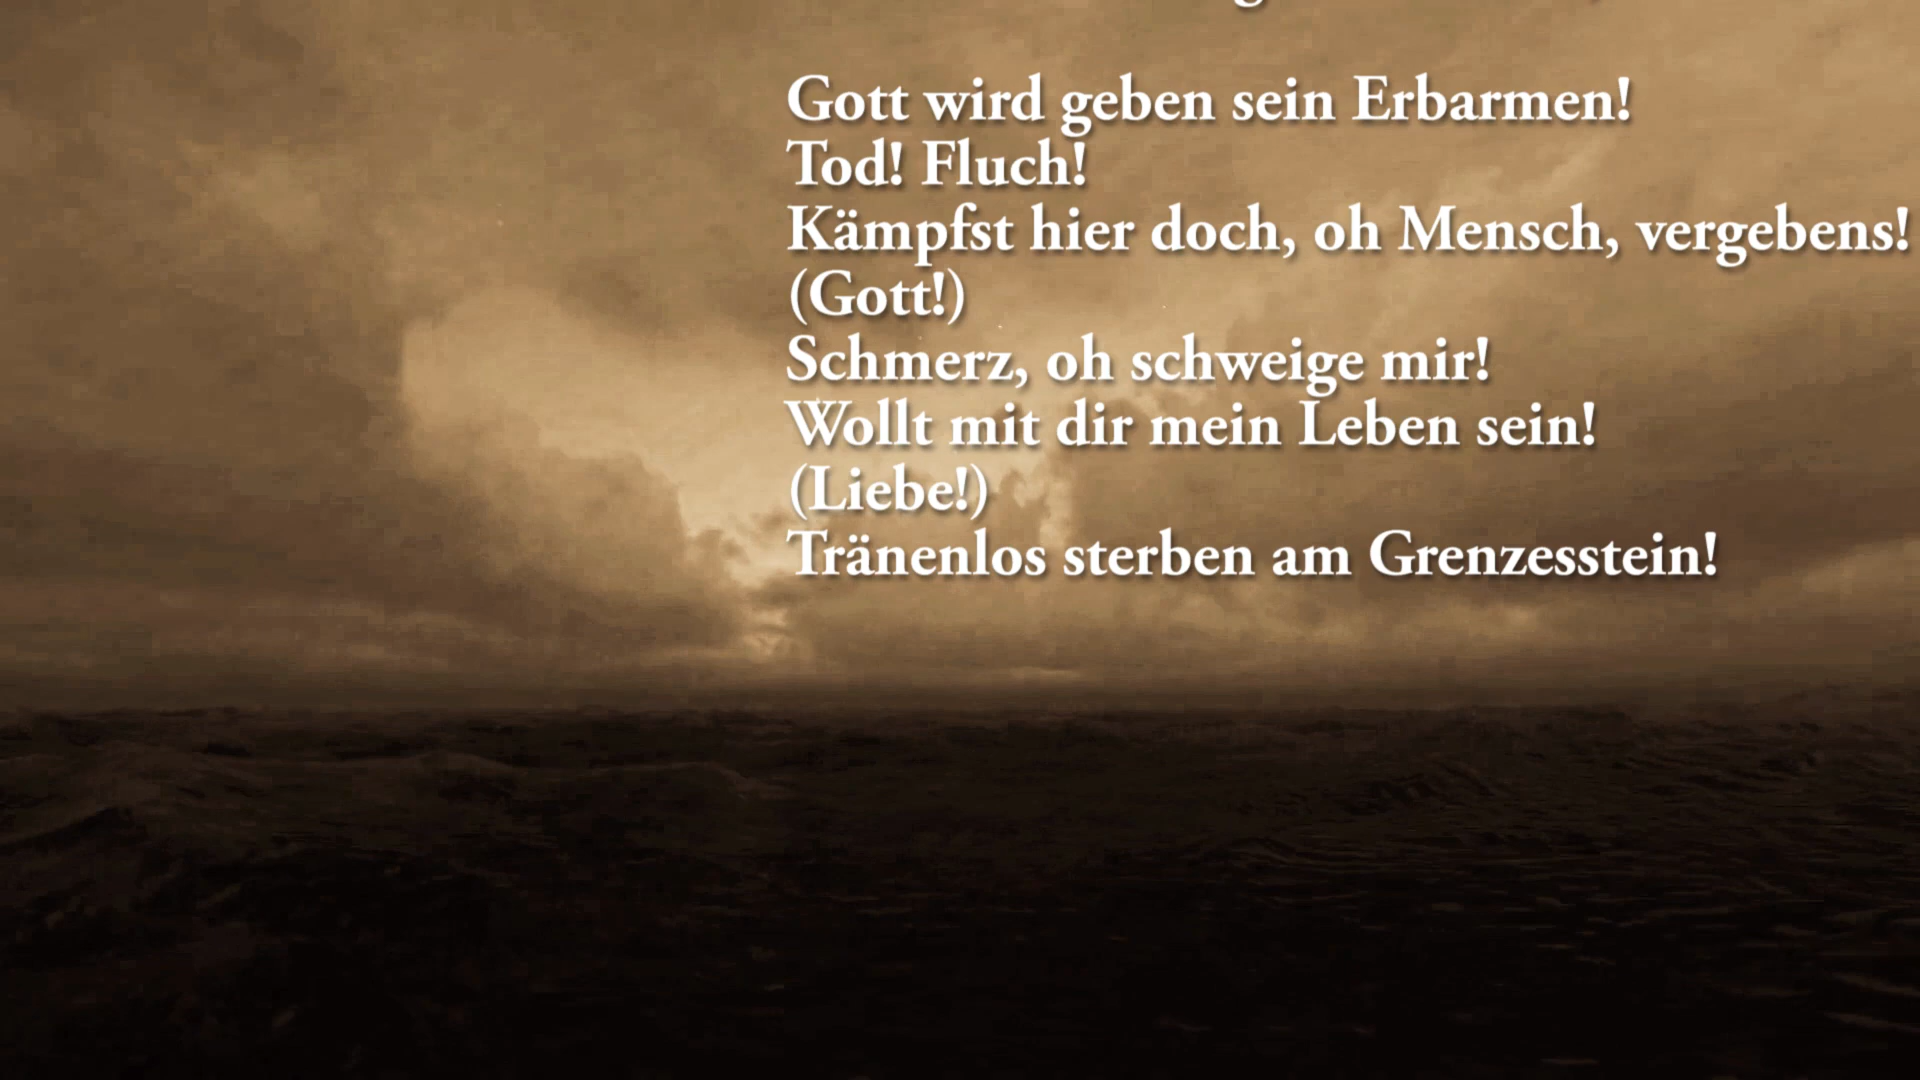 Gott wird geben sein Erbarmen!
Tod! Fluch!
Kämpfst hier doch, oh Mensch, vergebens!
(Gott!)
Schmerz, oh schweige mir!
Wollt mit dir mein Leben sein!
(Liebe!)
Tränenlos sterben am Grenzesstein!